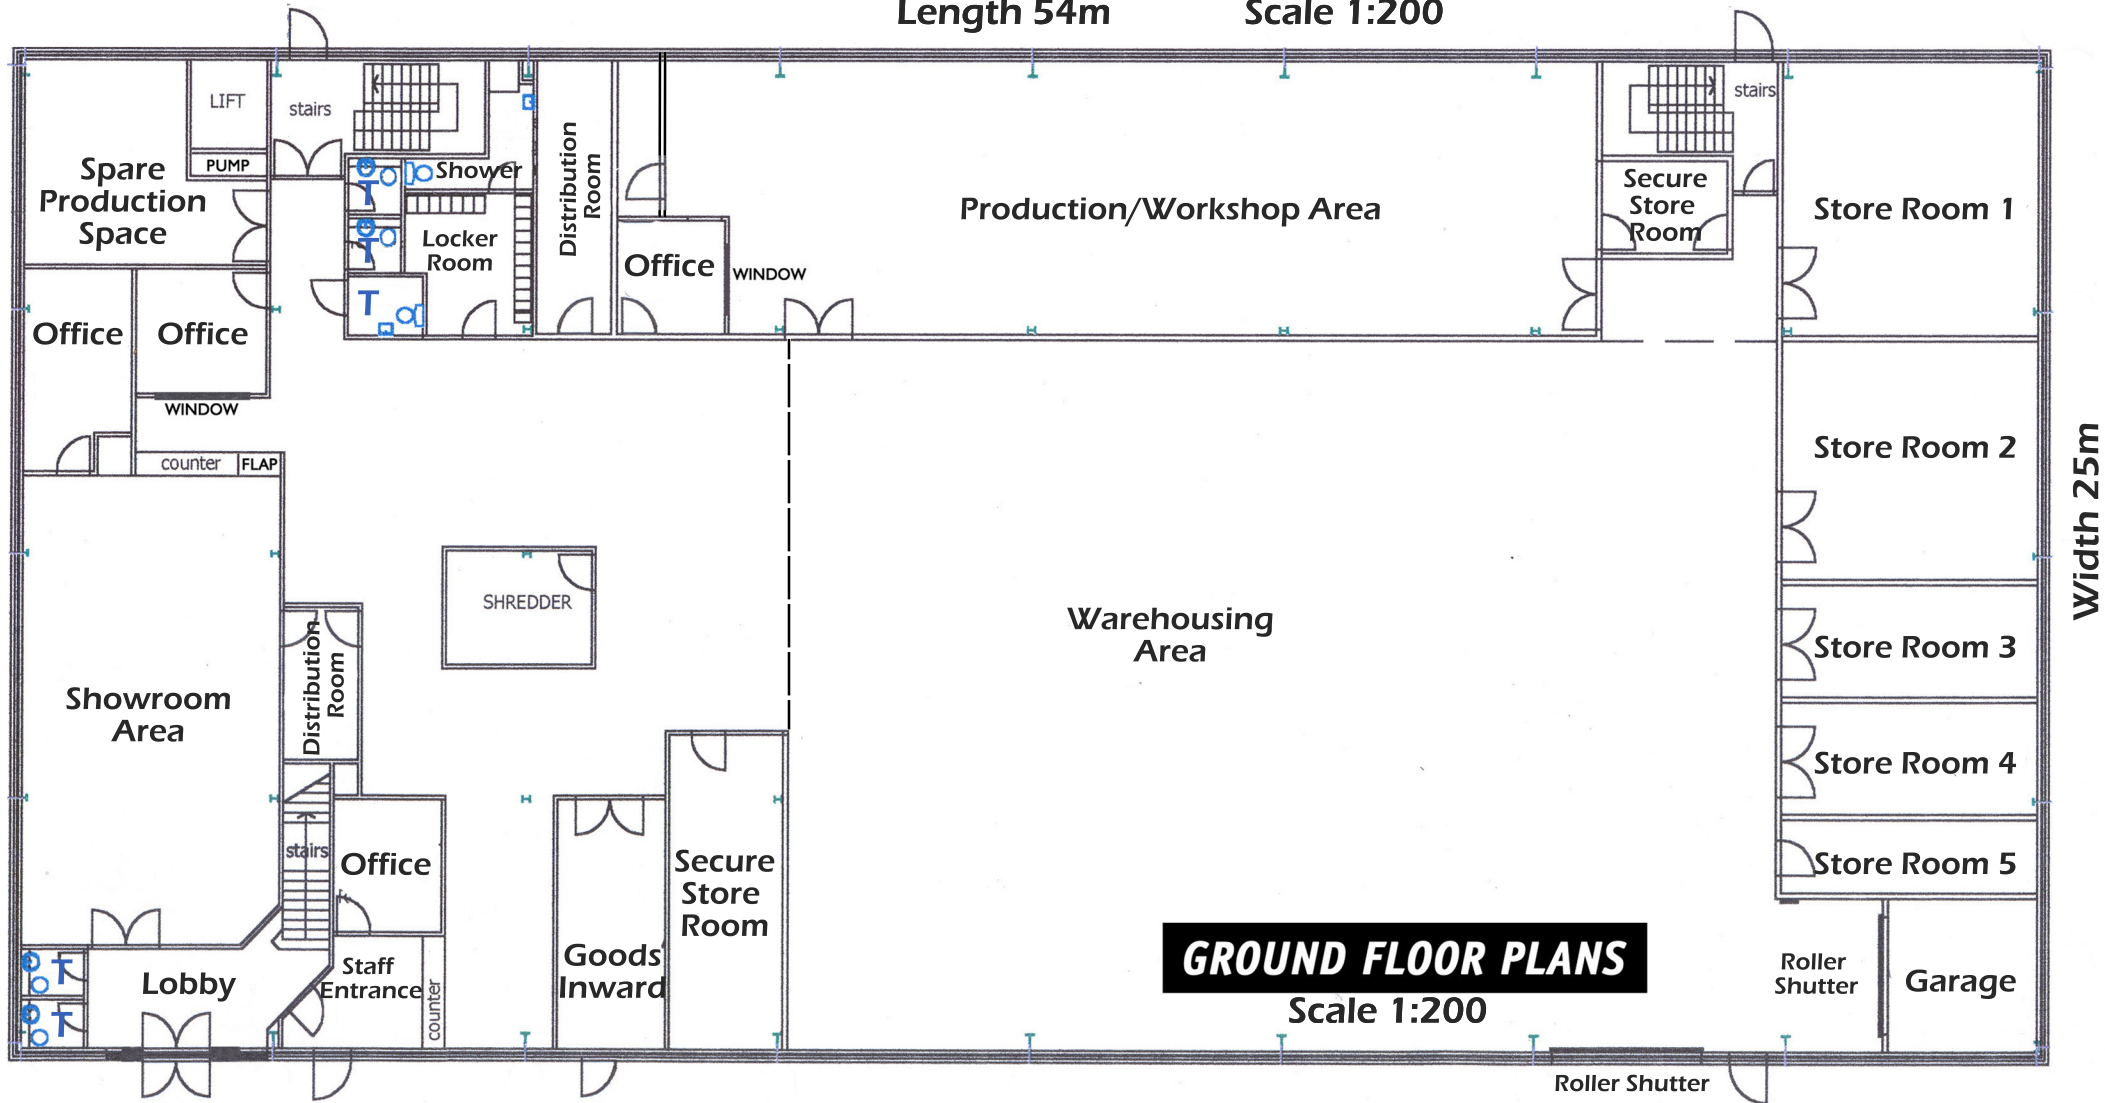 Length 54m
Scale 1:200
LIFT
stairs
PUMP
Spare
Production
Space
Shower
T
T
T
Locker
Room
Distribution
Room
Office
WINDOW
Production/Workshop Area
stairs
Secure
Store
Room
Store Room 1
Office
Office
WINDOW
counter
FLAP
Store Room 2
Width 25m
SHREDDER
Warehousing
Area
Store Room 3
Showroom
Area
Distribution
Room
Store Room 4
stairs
Office
Secure
Store
Room
Store Room 5
Goods
Inward
GROUND FLOOR PLANS
Scale 1:200
Roller
Shutter
Garage
T
T
Lobby
Staff
Entrance
counter
Roller Shutter